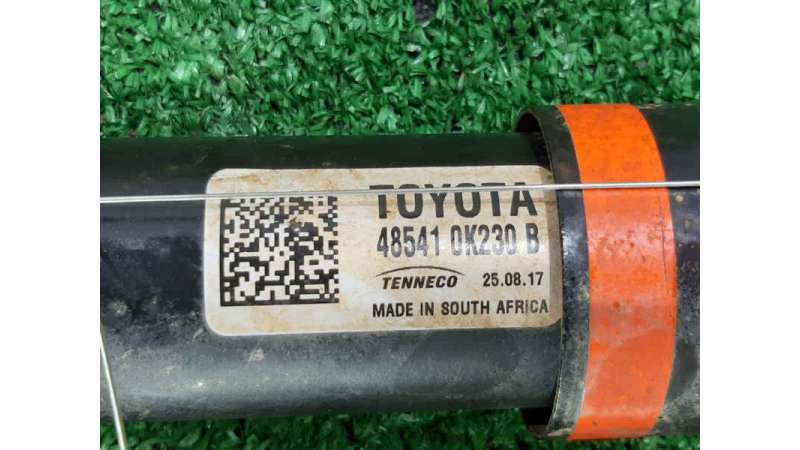 TOYOTA
48541 0K230 B
TENNECO 25.08.17
MADE IN SOUTH AFRICA